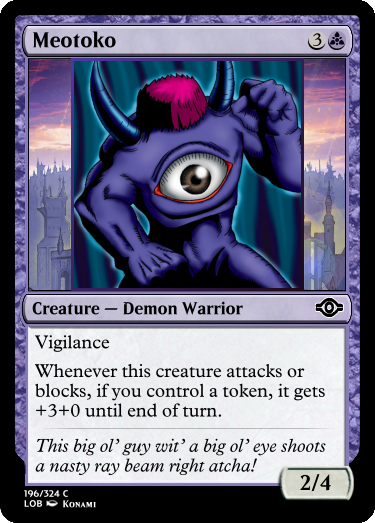 Meotoko 3
Creature — Demon Warrior
Vigilance
Whenever this creature attacks or
blocks, if you control a token, it gets
+3+0 until end of turn.
This big ol’ guy wit’ a big ol’ eye shoots
a nasty ray beam right atcha!
2/4
196/324 C
LOB KONAMI